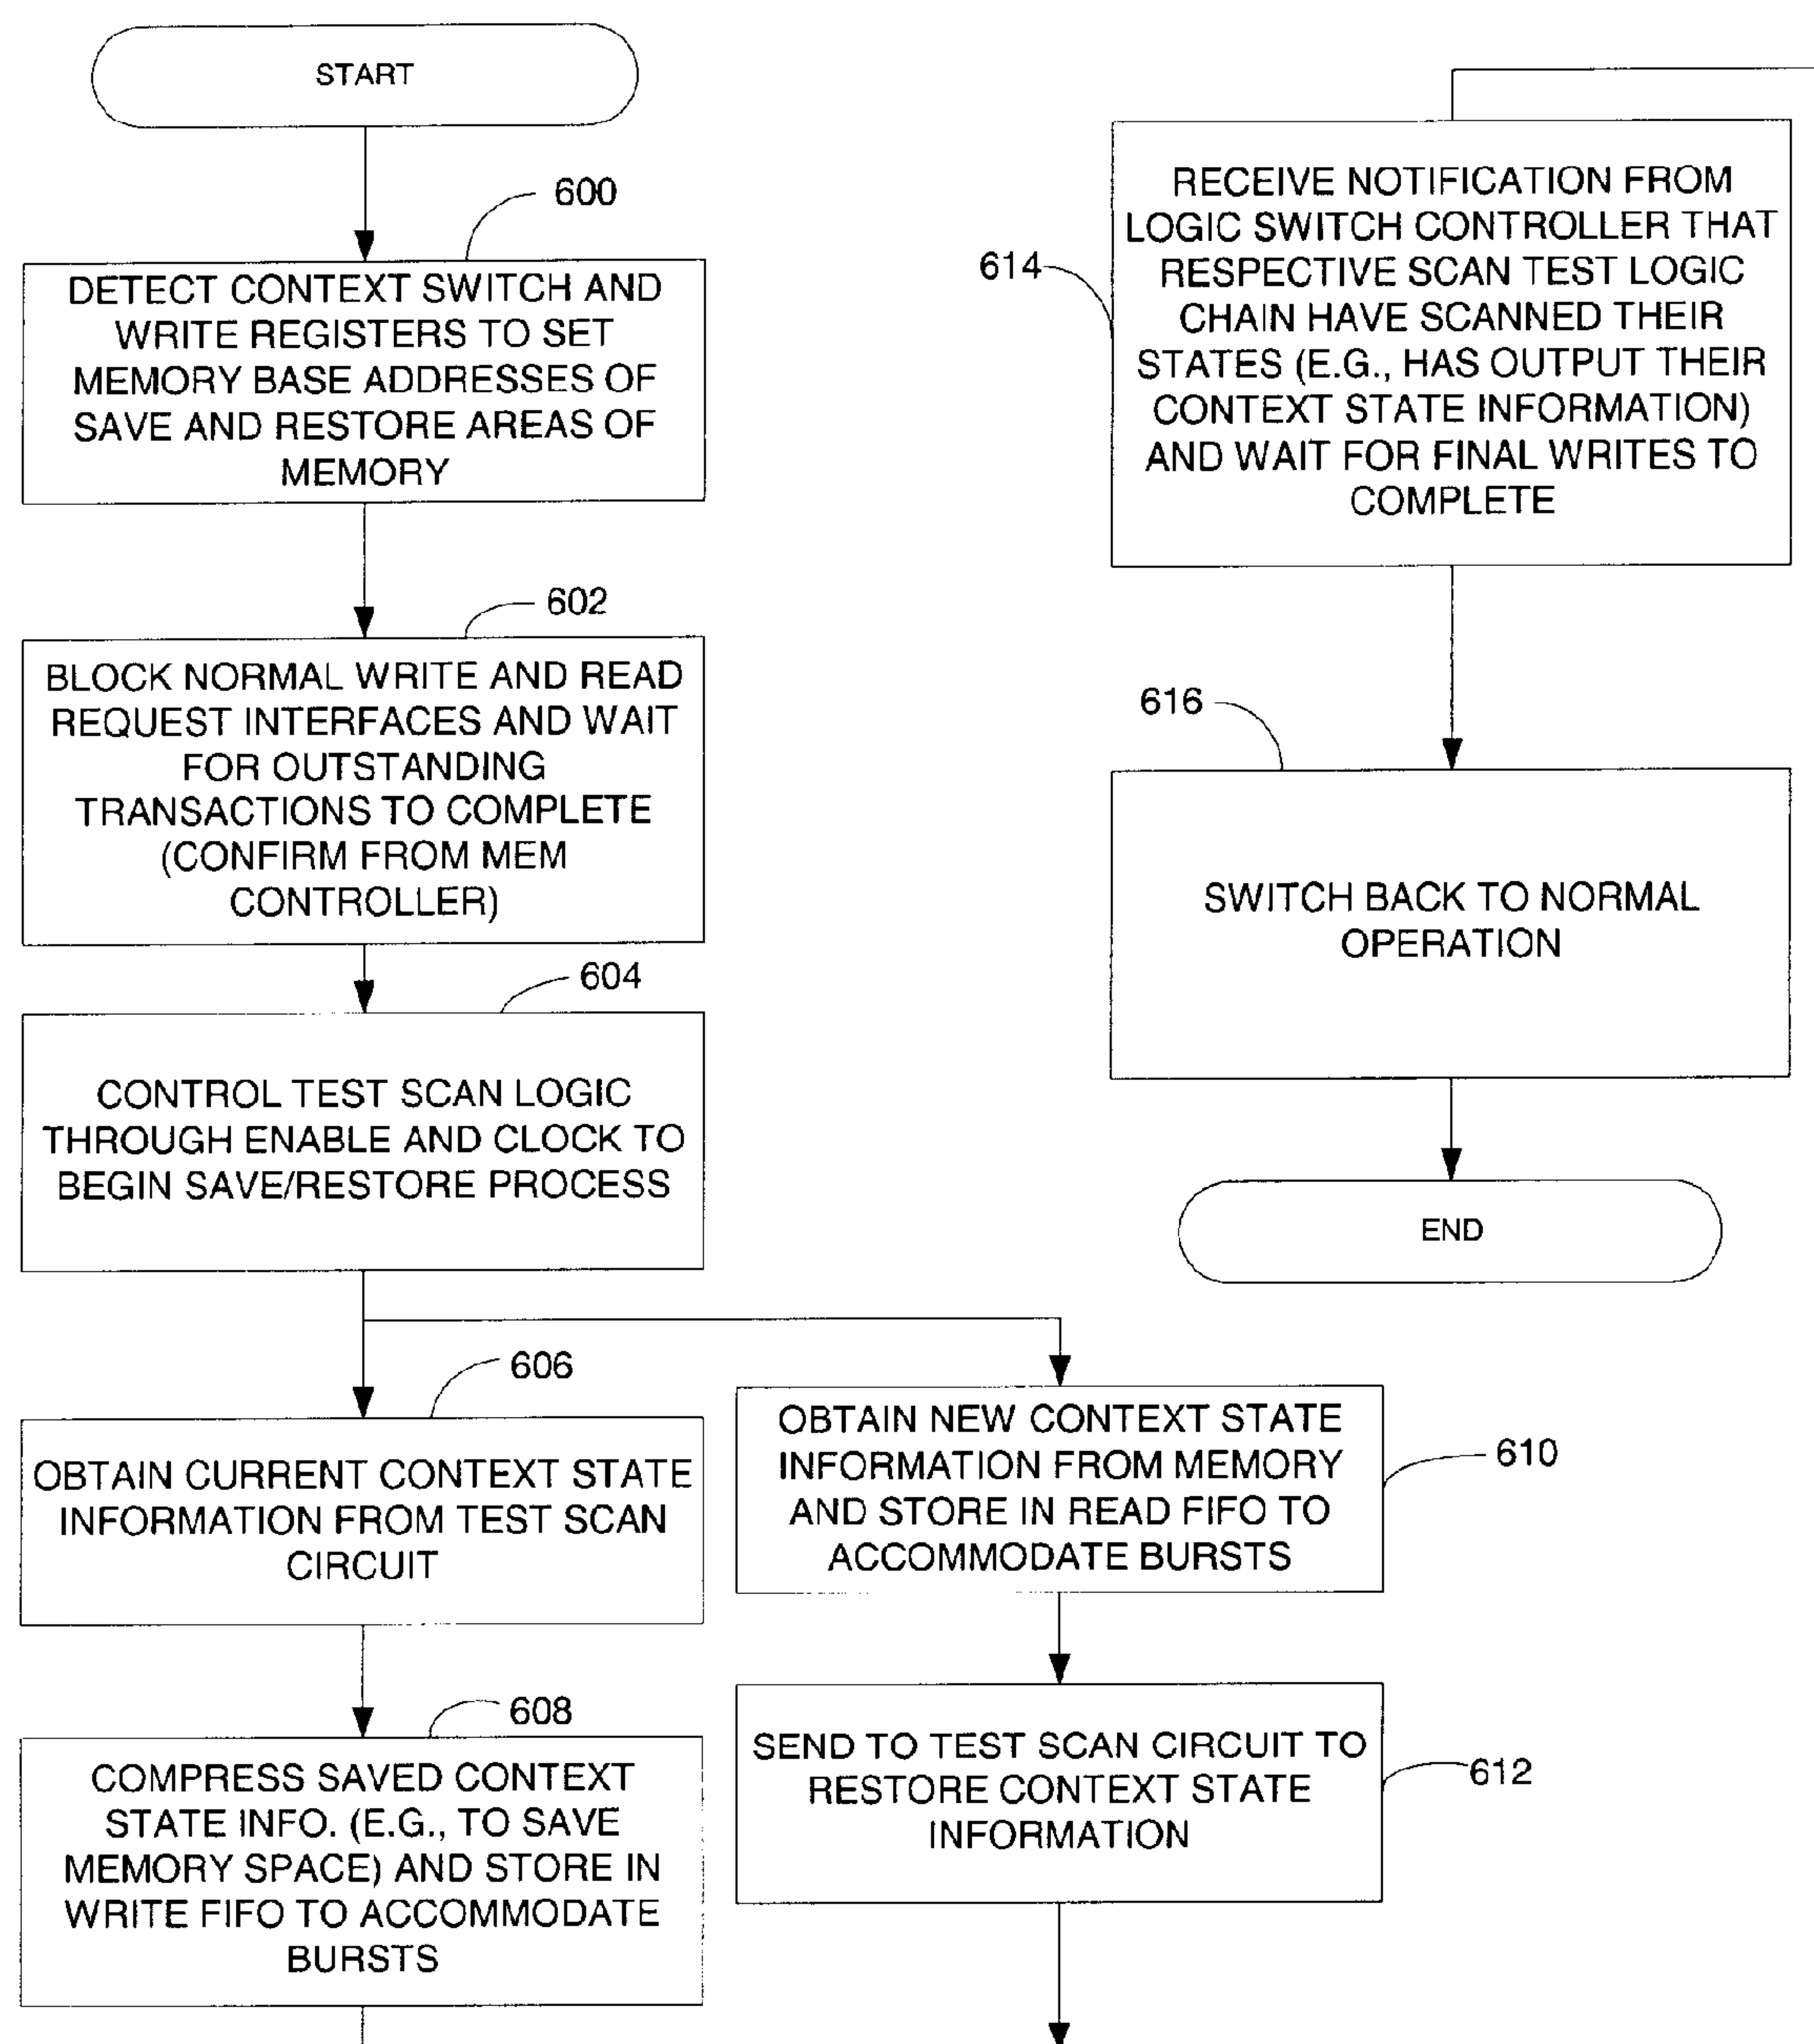 START
600
DETECT CONTEXT SWITCH AND
WRITE REGISTERS TO SET
MEMORY BASE ADDRESSES OF
SAVE AND RESTORE AREAS OF
MEMORY
602
BLOCK NORMAL WRITE AND READ
REQUEST INTERFACES AND WAIT
FOR OUTSTANDING
TRANSACTIONS TO COMPLETE
(CONFIRM FROM MEM
CONTROLLER)
604
CONTROL TEST SCAN LOGIC
THROUGH ENABLE AND CLOCK TO
BEGIN SAVE/RESTORE PROCESS
606
OBTAIN CURRENT CONTEXT STATE
INFORMATION FROM TEST SCAN
CIRCUIT
608
COMPRESS SAVED CONTEXT
STATE INFO. (E.G., TO SAVE
MEMORY SPACE) AND STORE IN
WRITE FIFO TO ACCOMMODATE
BURSTS
610
OBTAIN NEW CONTEXT STATE
INFORMATION FROM MEMORY
AND STORE IN READ FIFO TO
ACCOMMODATE BURSTS
612
SEND TO TEST SCAN CIRCUIT TO
RESTORE CONTEXT STATE
INFORMATION
614
RECEIVE NOTIFICATION FROM
LOGIC SWITCH CONTROLLER THAT
RESPECTIVE SCAN TEST LOGIC
CHAIN HAVE SCANNED THEIR
STATES (E.G., HAS OUTPUT THEIR
CONTEXT STATE INFORMATION)
AND WAIT FOR FINAL WRITES TO
COMPLETE
616
SWITCH BACK TO NORMAL
OPERATION
END